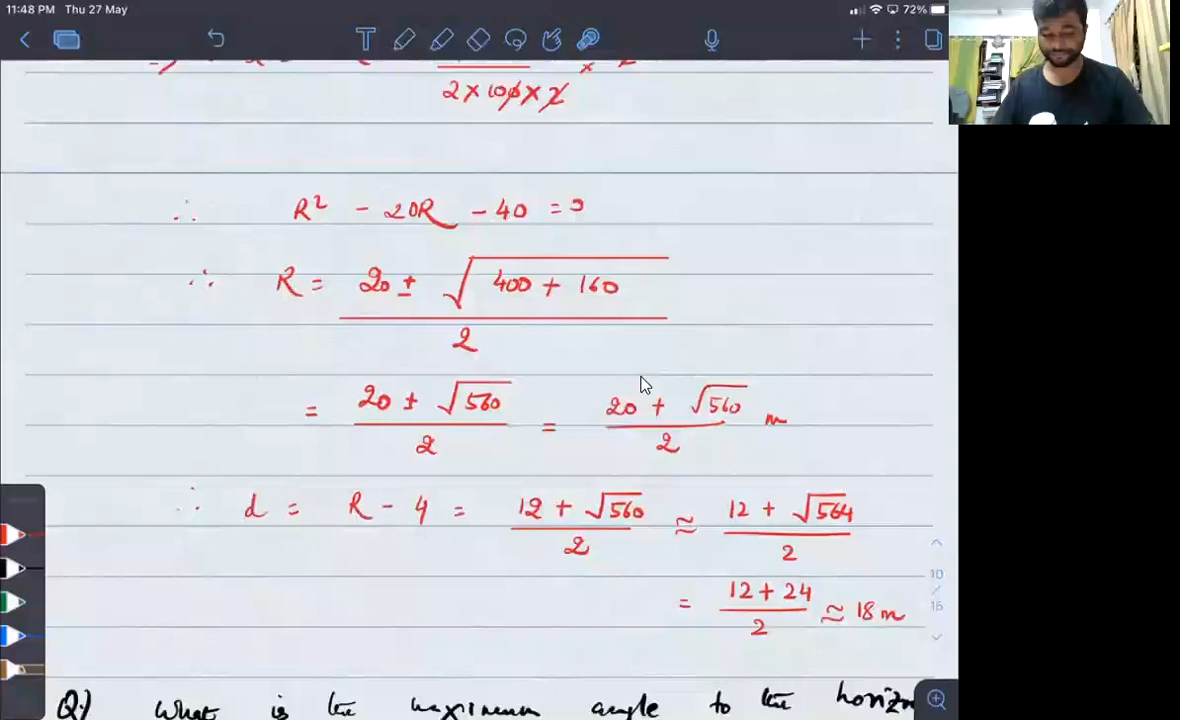 11:48 PM Thu 27 May 72%
T
2 × 100 × 2
∴ R² - 20R - 40 = 0
∴ R = 20 ± √400 + 160 / 2
= 20 ± √560 / 2 = 20 + √560 / 2 m
∴ d = R - 4 = 12 + √560 / 2 ≈ 12 + √564 / 2
= 12 + 24 / 2 ≈ 18 m
10 / 16
Q) What is the maximum angle to the